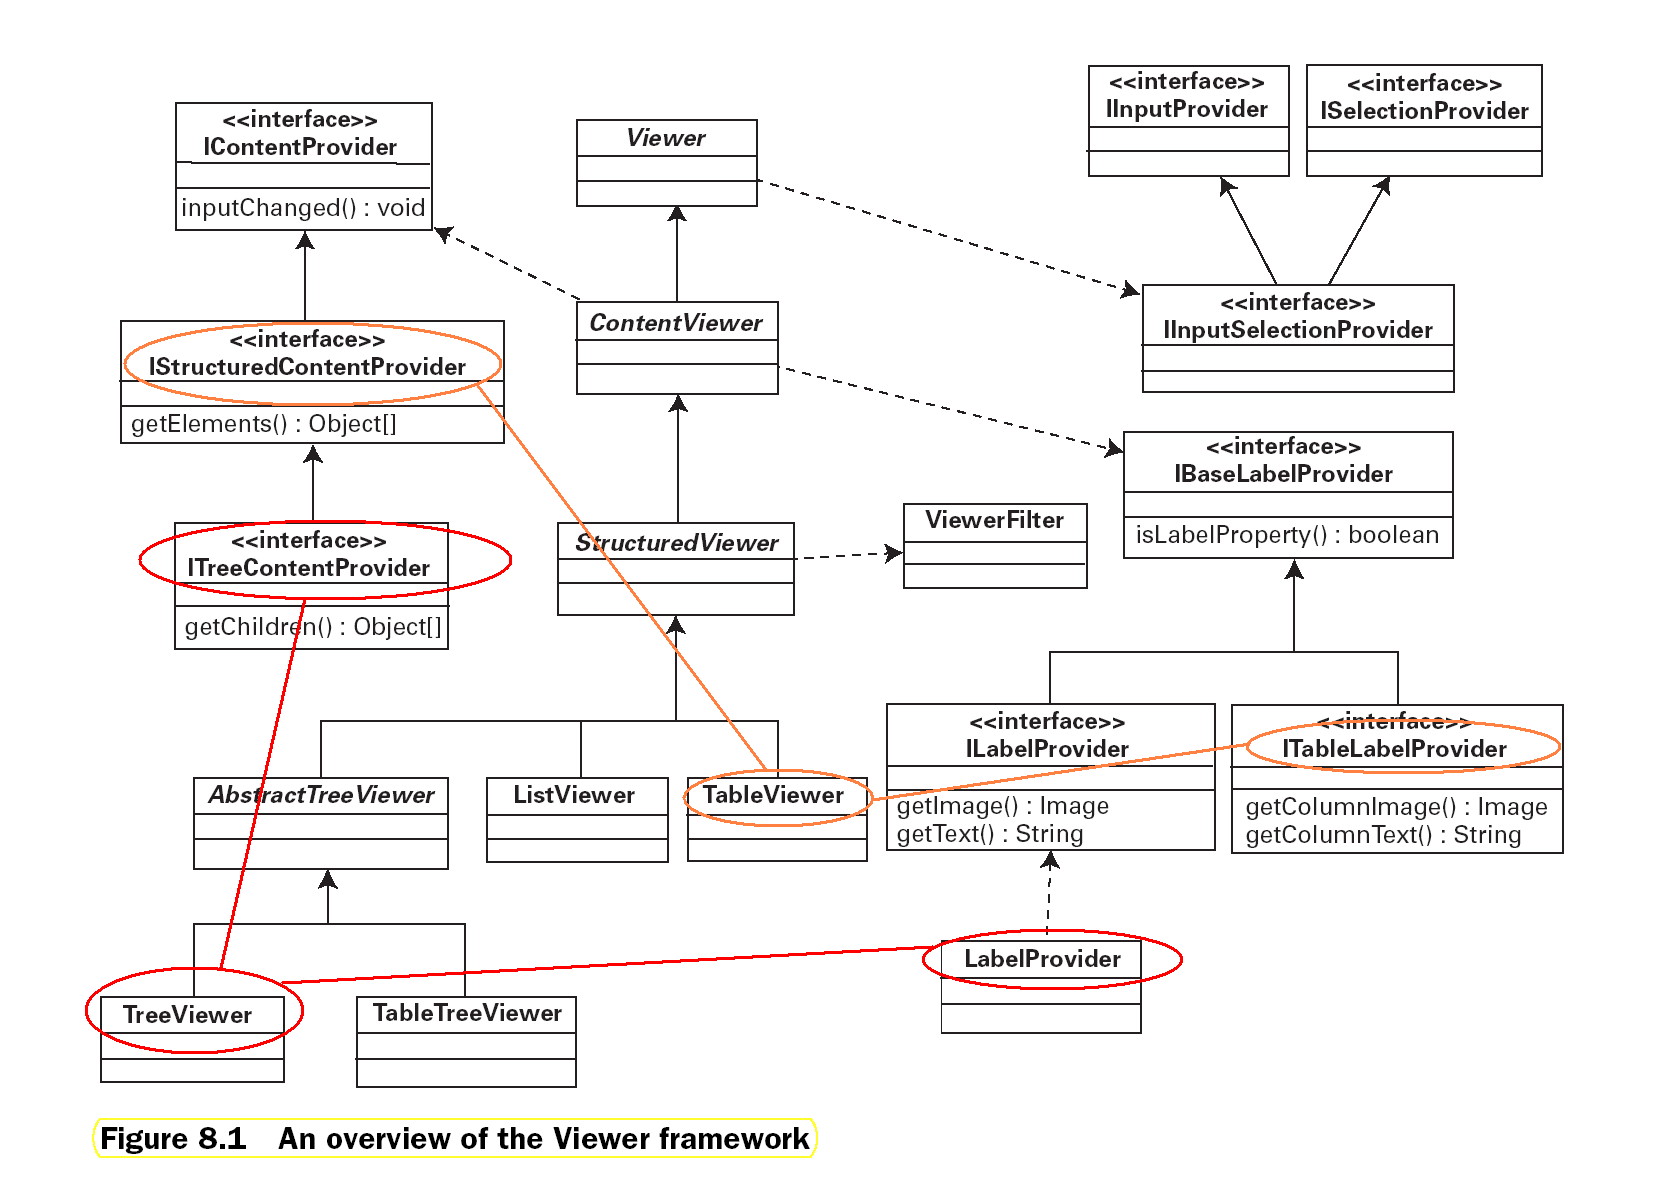 <<interface>>
IContentProvider
inputChanged() : void
Viewer
<<interface>>
IInputProvider
<<interface>>
ISelectionProvider
<<interface>>
IStructuredContentProvider
getElements() : Object[]
ContentViewer
<<interface>>
IInputSelectionProvider
<<interface>>
IBaseLabelProvider
isLabelProperty() : boolean
<<interface>>
ITreeContentProvider
getChildren() : Object[]
StructuredViewer
ViewerFilter
AbstractTreeViewer
ListViewer
TableViewer
<<interface>>
ILabelProvider
getImage() : Image
getText() : String
<<interface>>
ITableLabelProvider
getColumnImage() : Image
getColumnText() : String
TreeViewer
TableTreeViewer
LabelProvider
Figure 8.1 An overview of the Viewer framework